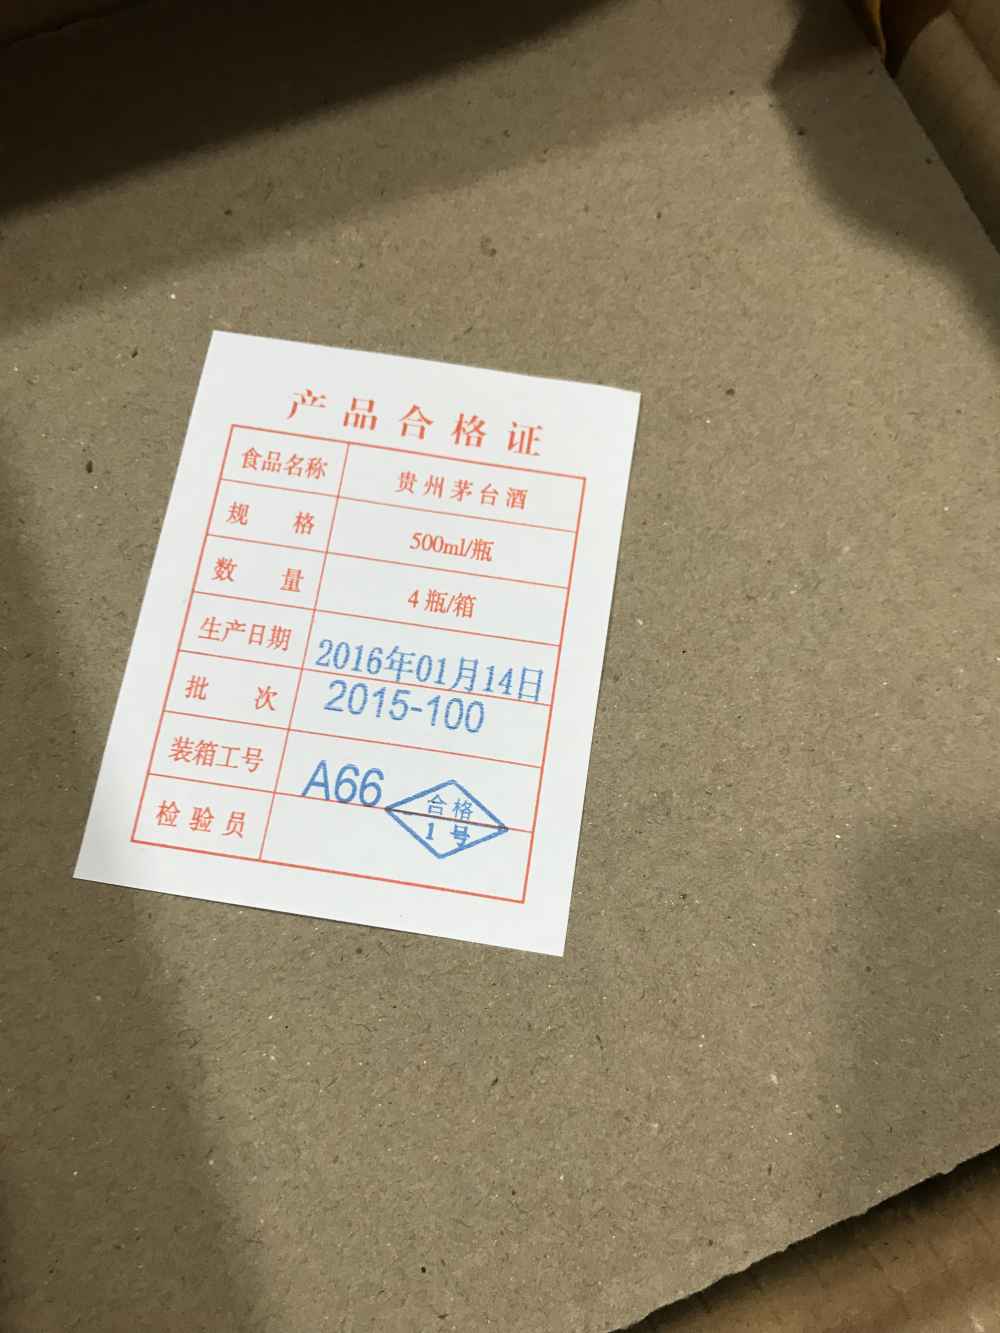 产品合格证
食品名称 贵州茅台酒
规格 500ml/瓶
数量 4瓶/箱
生产日期 2016年01月14日
批次 2015-100
装箱工号 A66
检验员 合格
1号